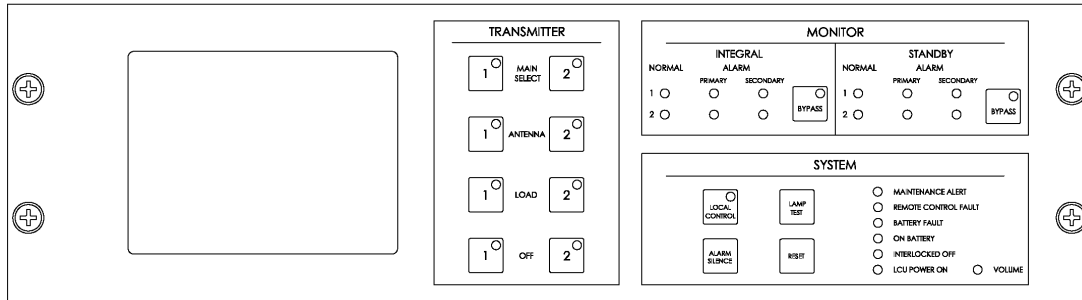 TRANSMITTER
1 MAIN SELECT 2
1 ANTENNA 2
1 LOAD 2
1 OFF 2
MONITOR
INTEGRAL
NORMAL ALARM
PRIMARY SECONDARY
1
2
BYPASS
STANDBY
NORMAL ALARM
PRIMARY SECONDARY
1
2
BYPASS
SYSTEM
LOCAL CONTROL
LAMP TEST
ALARM SILENCE
RESET
MAINTENANCE ALERT
REMOTE CONTROL FAULT
BATTERY FAULT
ON BATTERY
INTERLOCKED OFF
LCU POWER ON VOLUME